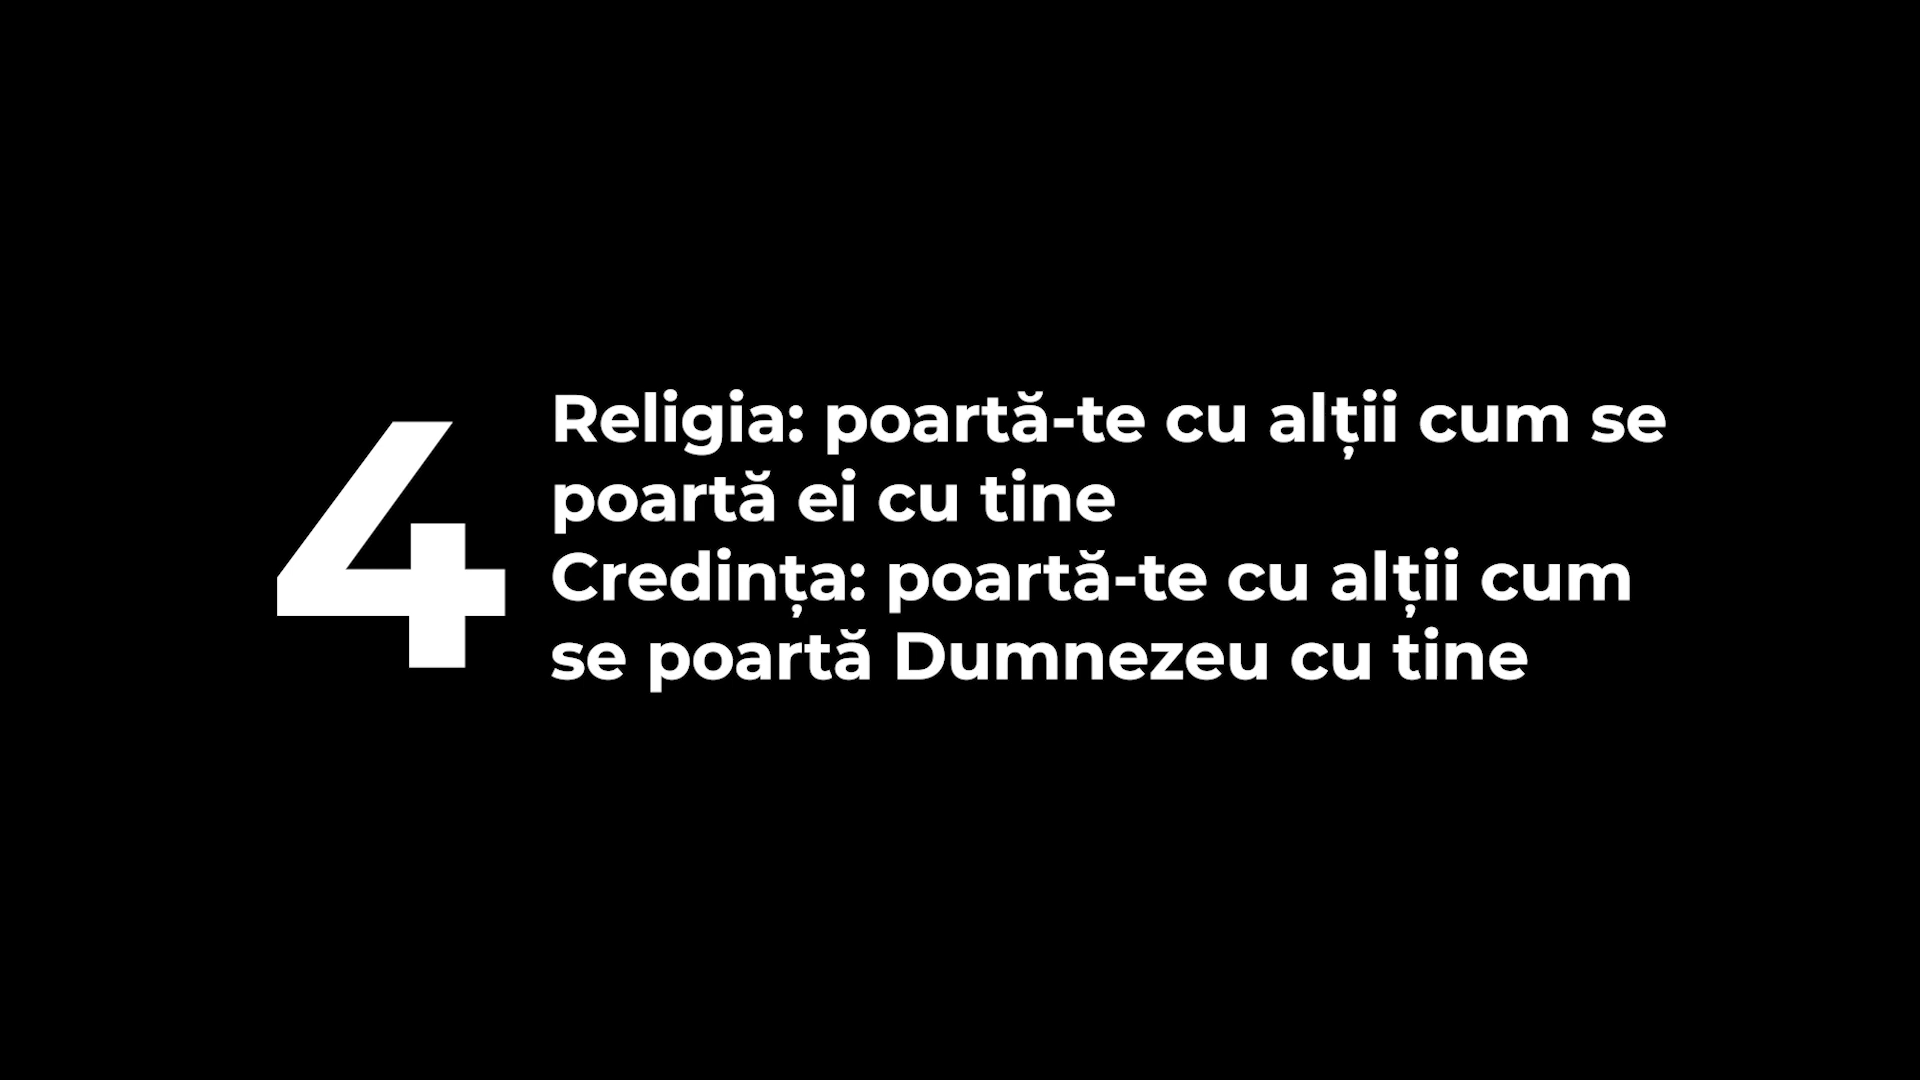 4
Religia: poartă-te cu alții cum se
poartă ei cu tine
Credința: poartă-te cu alții cum
se poartă Dumnezeu cu tine